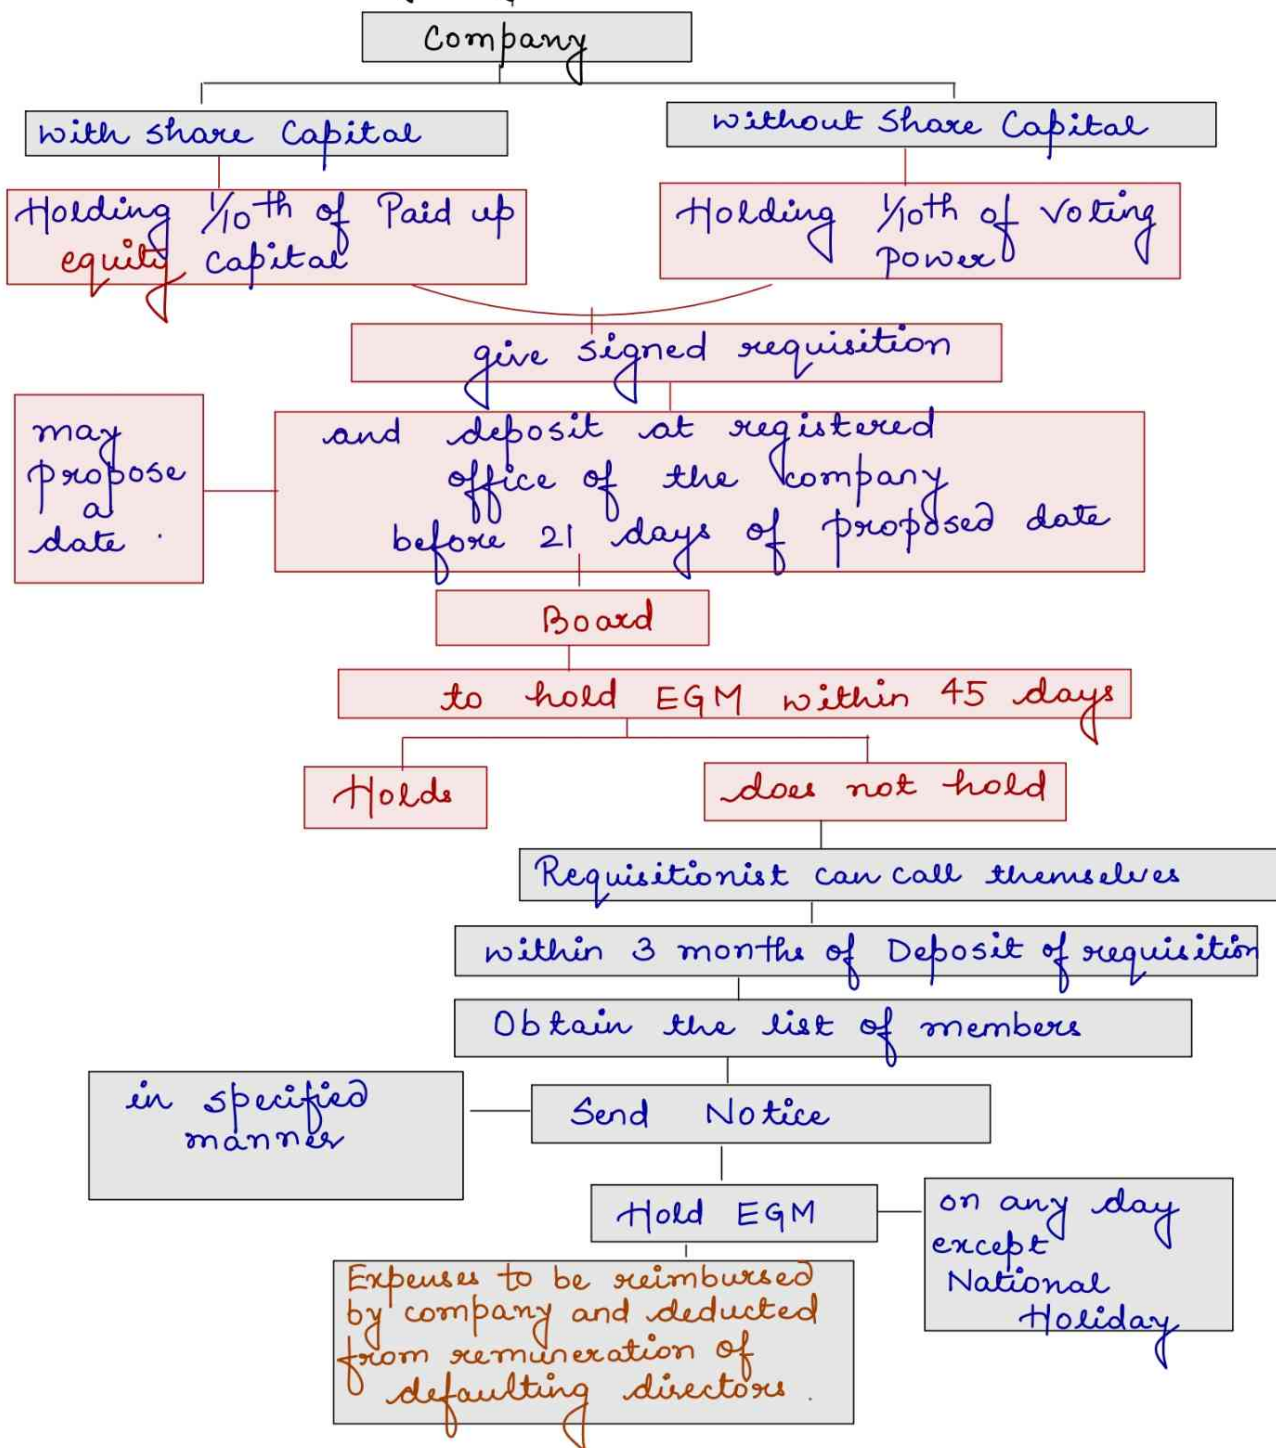 Company
with share Capital
without Share Capital
Holding 1/10th of Paid up
equity capital
Holding 1/10th of Voting
power
give signed requisition
may
propose
a
date.
and deposit at registered
office of the company
before 21 days of proposed date
Board
to hold EGM within 45 days
Holds
does not hold
Requisitionist can call themselves
within 3 months of Deposit of requisition
Obtain the list of members
in specified
manner
Send Notice
Hold EGM
on any day
except
National
Holiday
Expenses to be reimbursed
by company and deducted
from remuneration of
defaulting directors.